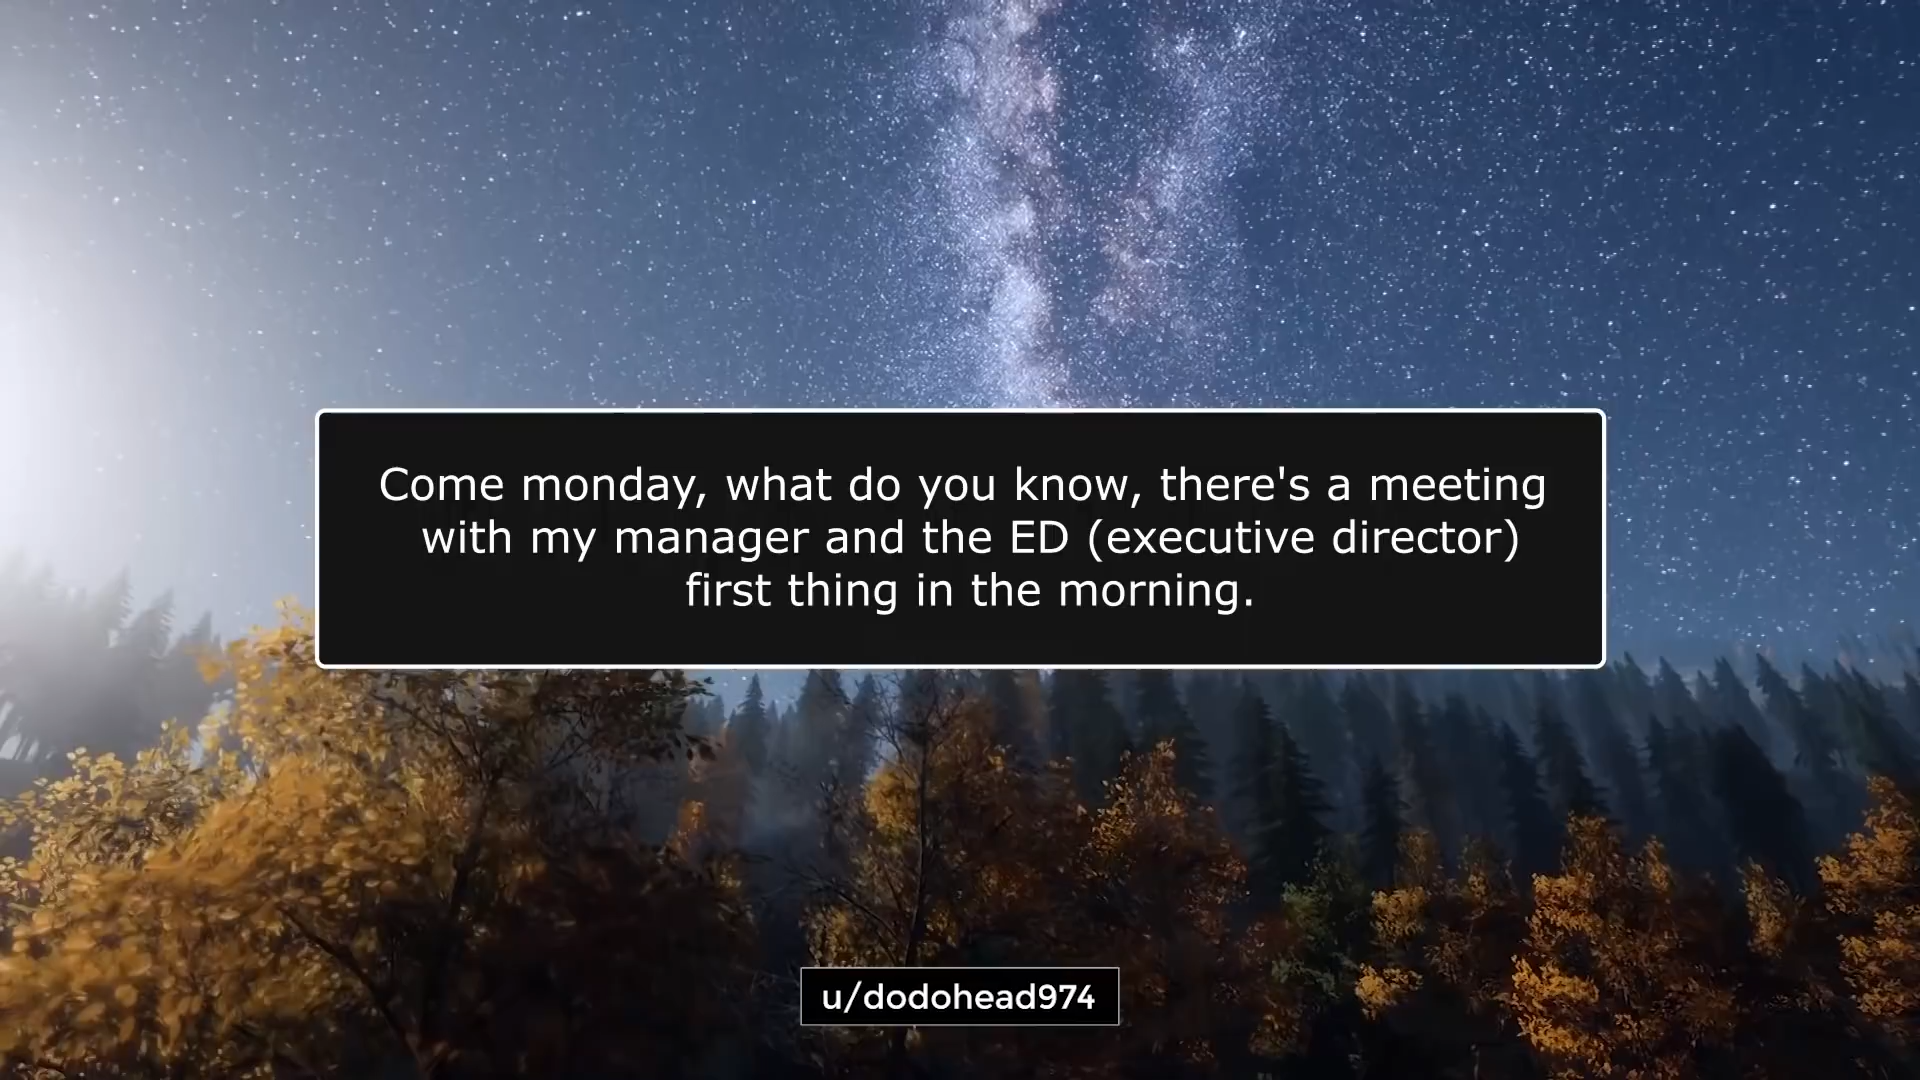 Come monday, what do you know, there's a meeting
with my manager and the ED (executive director)
first thing in the morning.
u/dodohead974